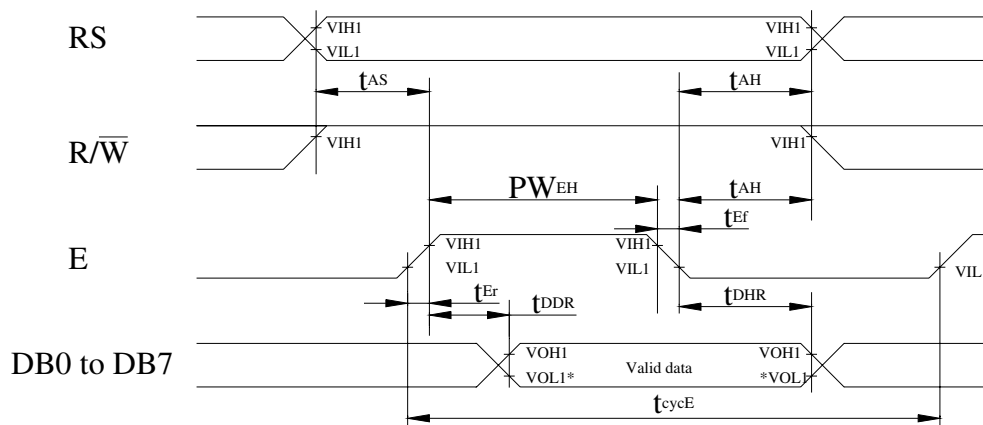 RS
VIH1
VIL1
VIH1
VIL1
tAS
tAH
R/W̅
VIH1
VIH1
PWEH
tAH
tEf
E
VIH1
VIL1
VIH1
VIL1
VIL
tEr
tDDR
tDHR
DB0 to DB7
VOH1
VOL1*
Valid data
VOH1
*VOL1
tcycE